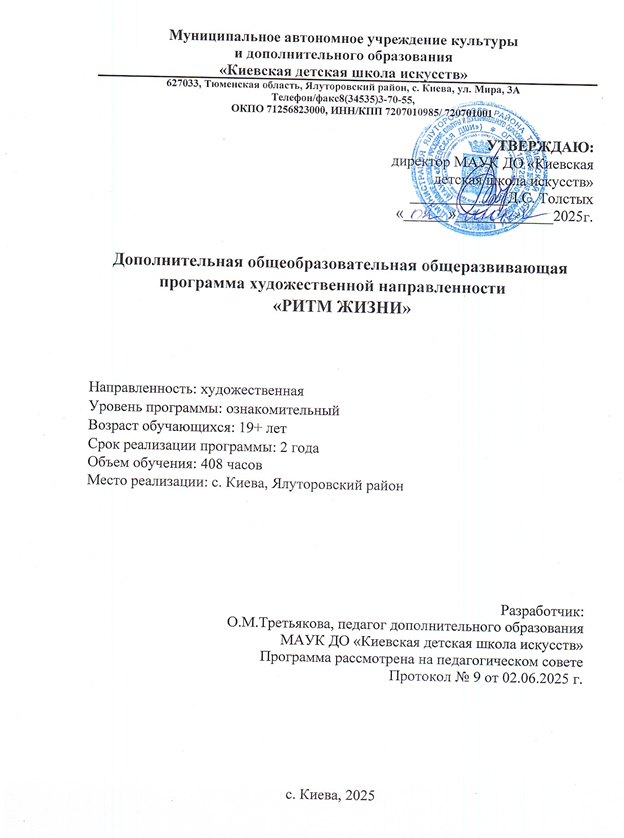 Муниципальное автономное учреждение культуры
и дополнительного образования
«Киевская детская школа искусств»
627033, Тюменская область, Ялуторовский район, с. Киева, ул. Мира, 3А
Телефон/факс8(34535)3-70-55,
ОКПО 71256823000, ИНН/КПП 7207010985/ 720701001
УТВЕРЖДАЮ:
директор МАУК ДО «Киевская
детская школа искусств»
Д.С. Толстых
«02» июня 2025г.
Дополнительная общеобразовательная общеразвивающая
программа художественной направленности
«РИТМ ЖИЗНИ»
Направленность: художественная
Уровень программы: ознакомительный
Возраст обучающихся: 19+ лет
Срок реализации программы: 2 года
Объем обучения: 408 часов
Место реализации: с. Киева, Ялуторовский район
Разработчик:
О.М.Третьякова, педагог дополнительного образования
МАУК ДО «Киевская детская школа искусств»
Программа рассмотрена на педагогическом совете
Протокол № 9 от 02.06.2025 г.
с. Киева, 2025